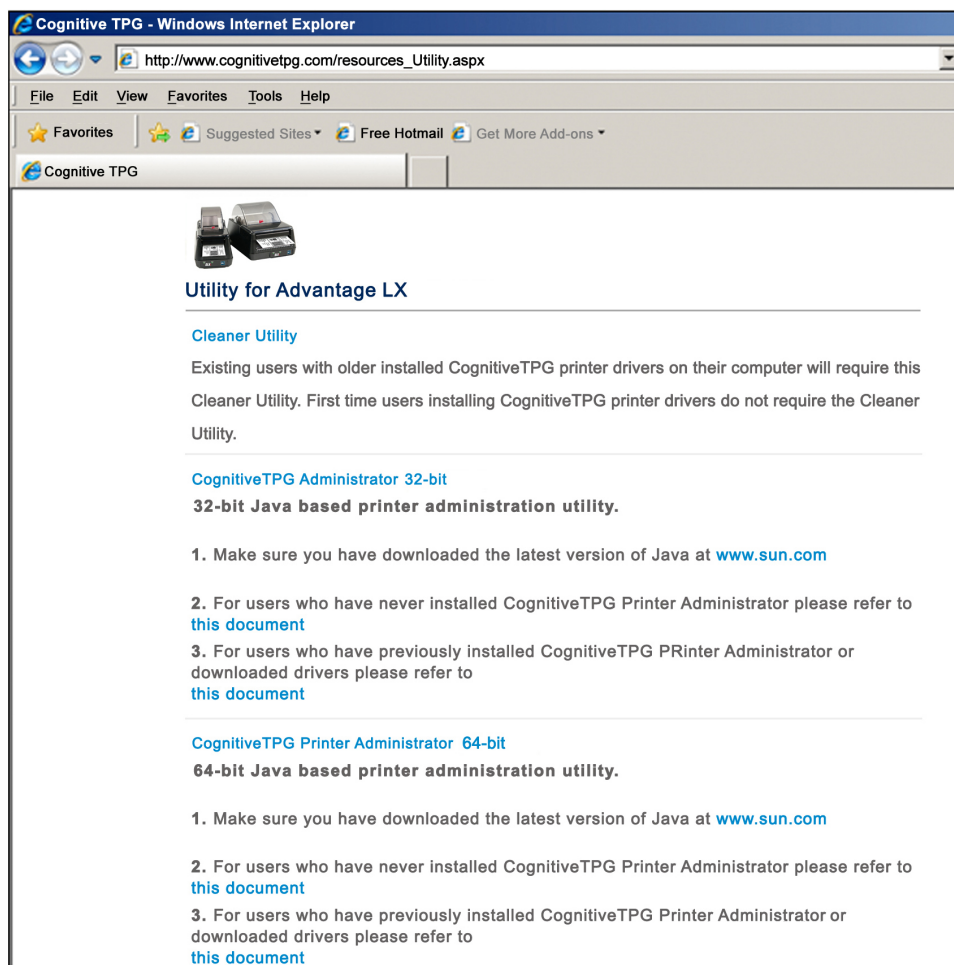 Cognitive TPG - Windows Internet Explorer
http://www.cognitivetpg.com/resources_Utility.aspx
File Edit View Favorites Tools Help
Favorites Suggested Sites Free Hotmail Get More Add-ons
Cognitive TPG
Utility for Advantage LX
Cleaner Utility
Existing users with older installed CognitiveTPG printer drivers on their computer will require this
Cleaner Utility. First time users installing CognitiveTPG printer drivers do not require the Cleaner
Utility.
CognitiveTPG Administrator 32-bit
32-bit Java based printer administration utility.
1. Make sure you have downloaded the latest version of Java at www.sun.com
2. For users who have never installed CognitiveTPG Printer Administrator please refer to
this document
3. For users who have previously installed CognitiveTPG PRinter Administrator or
downloaded drivers please refer to
this document
CognitiveTPG Printer Administrator 64-bit
64-bit Java based printer administration utility.
1. Make sure you have downloaded the latest version of Java at www.sun.com
2. For users who have never installed CognitiveTPG Printer Administrator please refer to
this document
3. For users who have previously installed CognitiveTPG Printer Administrator or
downloaded drivers please refer to
this document